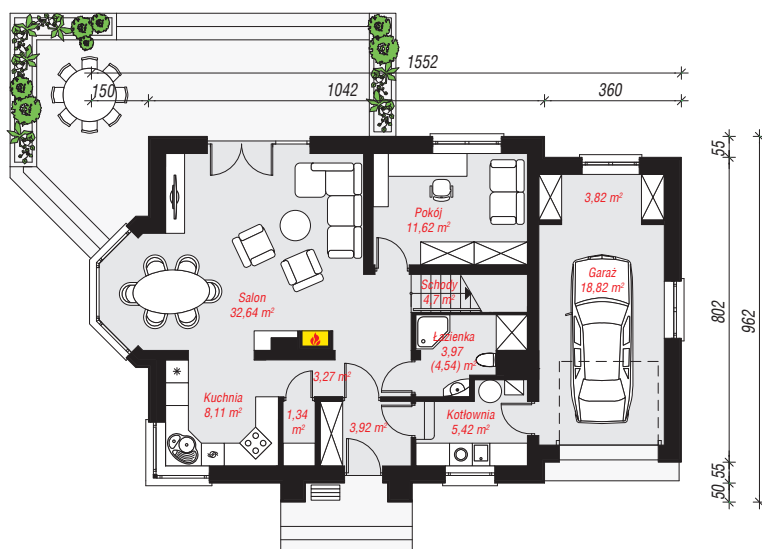 1552
150
1042
360
55
Pokój
11,62 m²
3,82 m²
Garaż
18,82 m²
Schody
4,7 m²
Salon
32,64 m²
802
962
Łazienka
3,97
(4,54) m²
3,27 m²
Kuchnia
8,11 m²
1,34
m²
3,92 m²
Kotłownia
5,42 m²
55
50